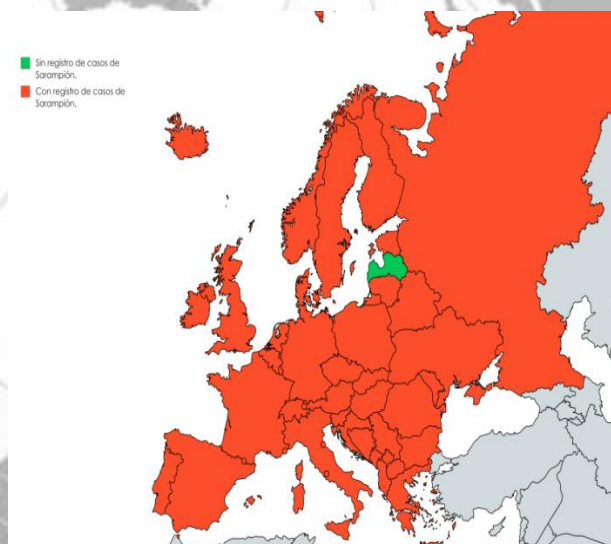 Sin registro de casos de
Sarampión.
Con registro de casos de
Sarampión.